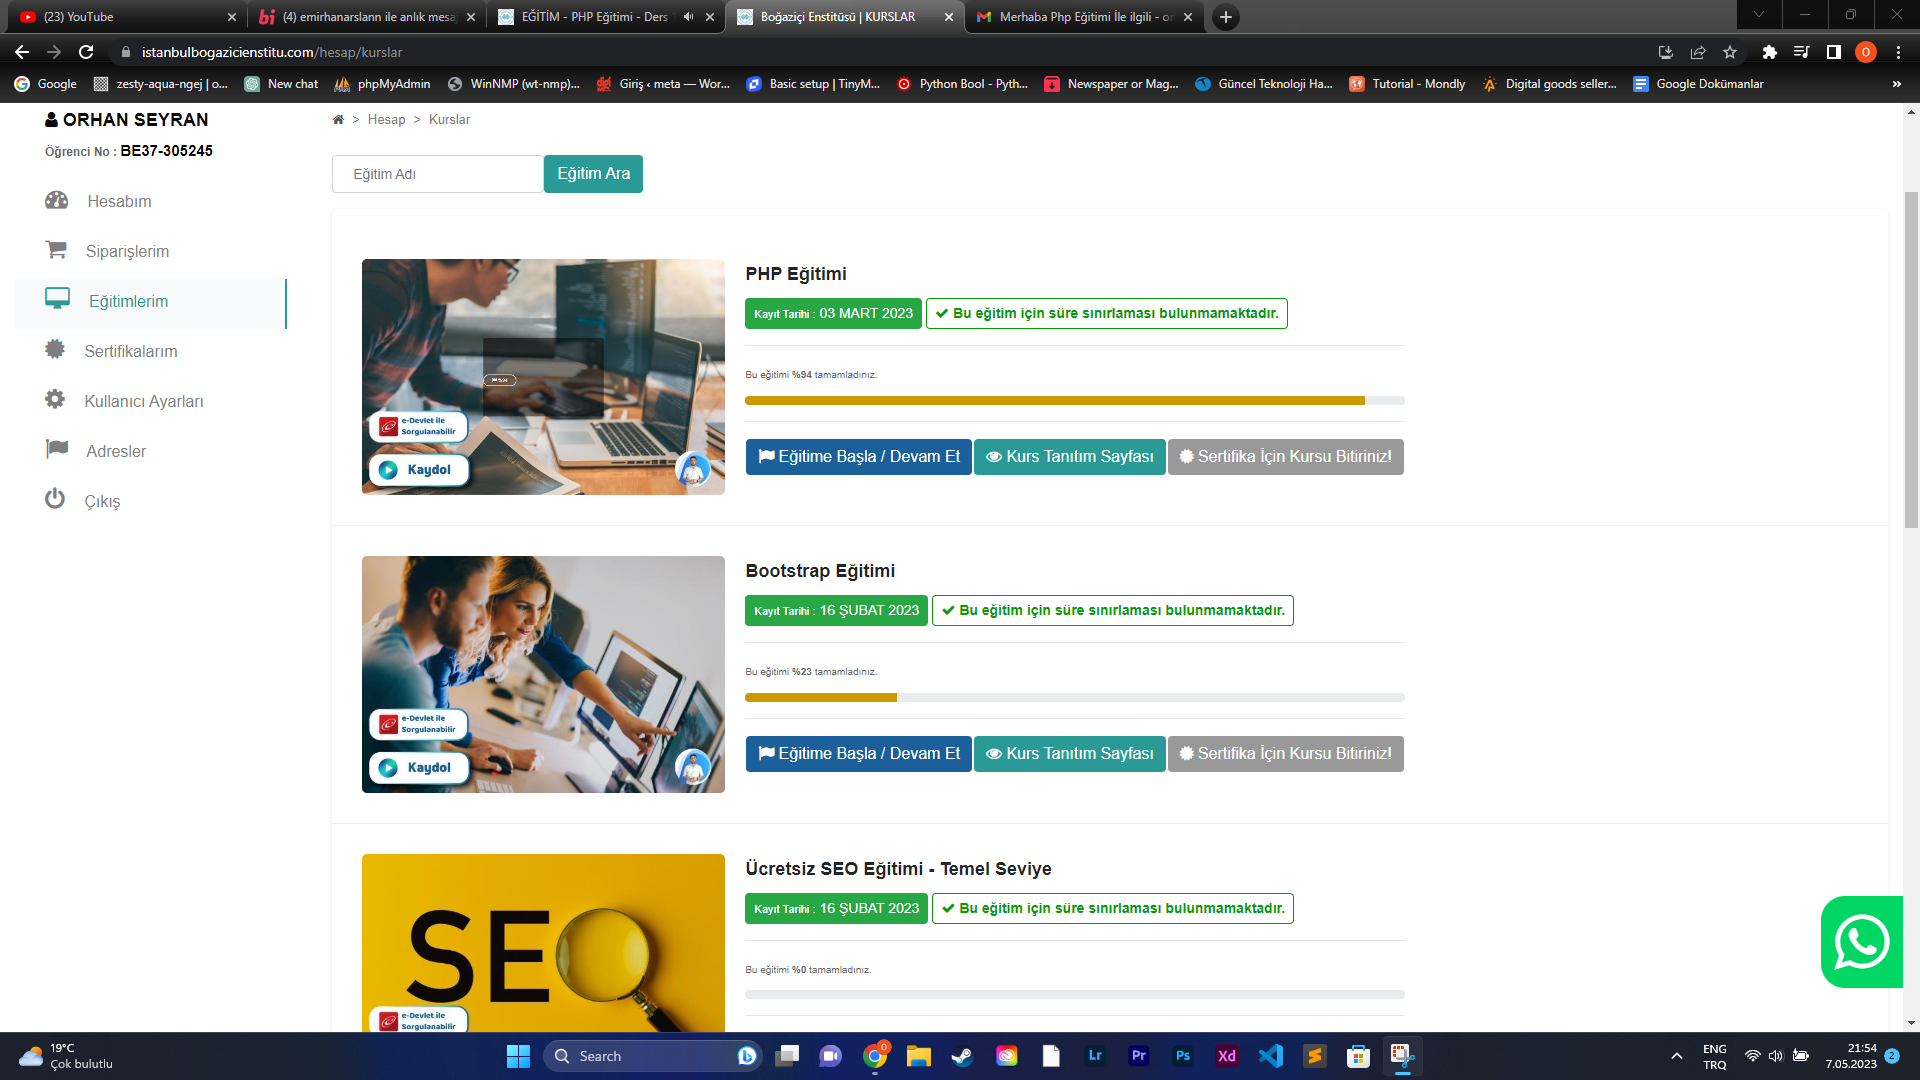 (23) YouTube
(4) emirhanarslann ile anlık mesaj
EĞİTİM - PHP Eğitimi - Ders
Boğaziçi Enstitüsü | KURSLAR
Merhaba Php Eğitimi İle ilgili - or
istanbulbogazicienstitu.com/hesap/kurslar
O
Google
zesty-aqua-ngej | o...
New chat
phpMyAdmin
WinNMP (wt-nmp)...
Giriş ‹ meta — Wor...
Basic setup | TinyM...
Python Bool - Pyth...
Newspaper or Mag...
Güncel Teknoloji Ha...
Tutorial - Mondly
Digital goods seller...
Google Dokümanlar
»
ORHAN SEYRAN
Öğrenci No : BE37-305245
Hesabım
Siparişlerim
Eğitimlerim
Sertifikalarım
Kullanıcı Ayarları
Adresler
Çıkış
> Hesap > Kurslar
Eğitim Adı
Eğitim Ara
e-Devlet ile
Sorgulanabilir
Kaydol
PHP Eğitimi
Kayıt Tarihi : 03 MART 2023
Bu eğitim için süre sınırlaması bulunmamaktadır.
Bu eğitimi %94 tamamladınız.
Eğitime Başla / Devam Et
Kurs Tanıtım Sayfası
Sertifika İçin Kursu Bitiriniz!
e-Devlet ile
Sorgulanabilir
Kaydol
Bootstrap Eğitimi
Kayıt Tarihi : 16 ŞUBAT 2023
Bu eğitim için süre sınırlaması bulunmamaktadır.
Bu eğitimi %23 tamamladınız.
Eğitime Başla / Devam Et
Kurs Tanıtım Sayfası
Sertifika İçin Kursu Bitiriniz!
SEO
e-Devlet ile
Sorgulanabilir
Ücretsiz SEO Eğitimi - Temel Seviye
Kayıt Tarihi : 16 ŞUBAT 2023
Bu eğitim için süre sınırlaması bulunmamaktadır.
Bu eğitimi %0 tamamladınız.
19°C
Çok bulutlu
Search
0
Lr
Pr
Ps
Xd
ENG
TRQ
21:54
7.05.2023
2